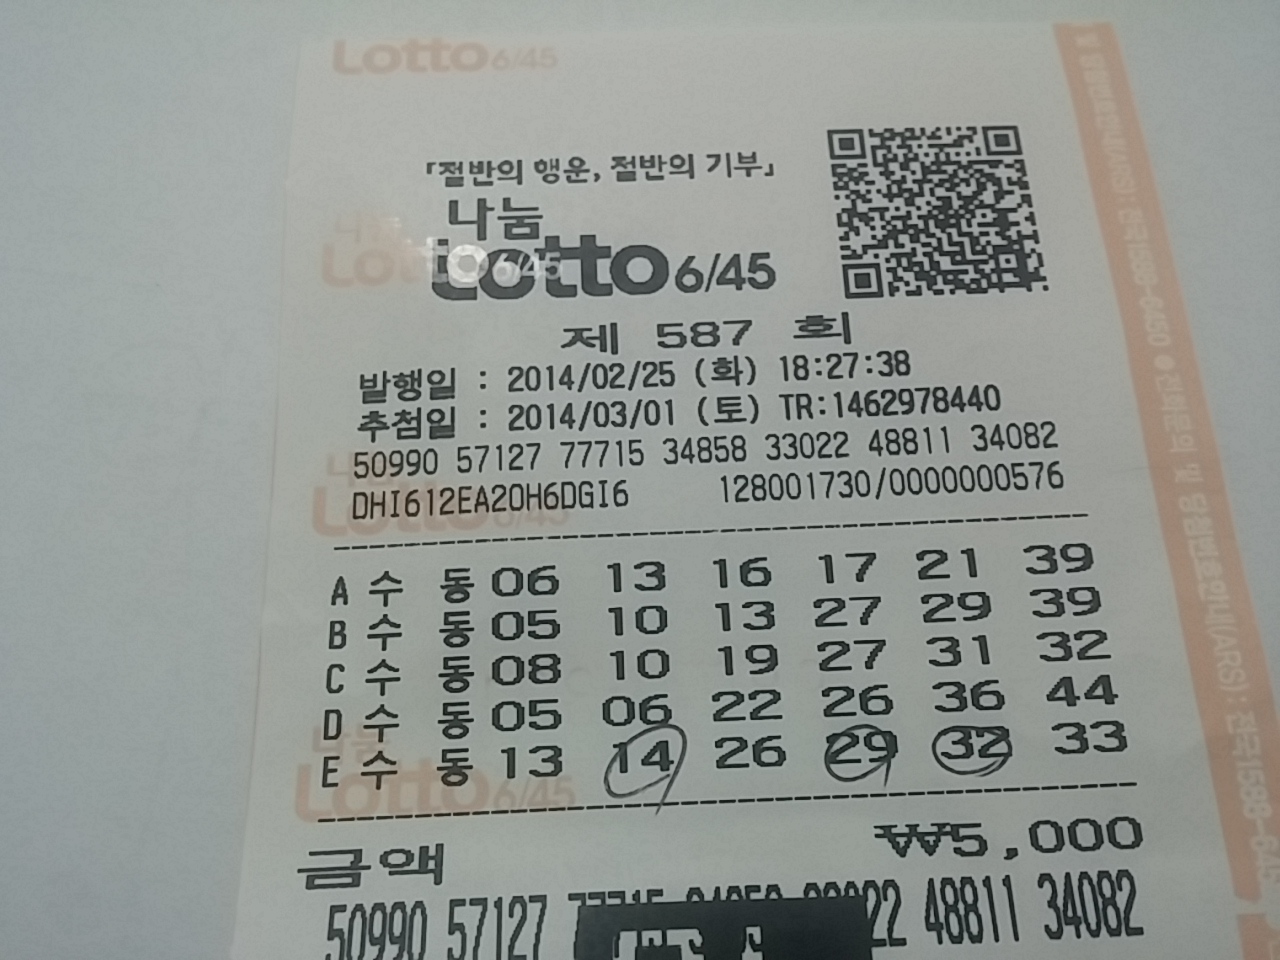 Lotto 6/45
「절반의 행운, 절반의 기부」
나눔
Lotto 6/45
제 587 회
발행일 : 2014/02/25 (화) 18:27:38
추첨일 : 2014/03/01 (토) TR:1462978440
50990 57127 77715 34858 33022 48811 34082
DHI612EA20H6DGI6 128001730/0000000576
A 수 동 06 13 16 17 21 39
B 수 동 05 10 13 27 29 39
C 수 동 08 10 19 27 31 32
D 수 동 05 06 22 26 36 44
E 수 동 13 14 26 29 32 33
금액 ₩5,000
50990 57127 48811 34082